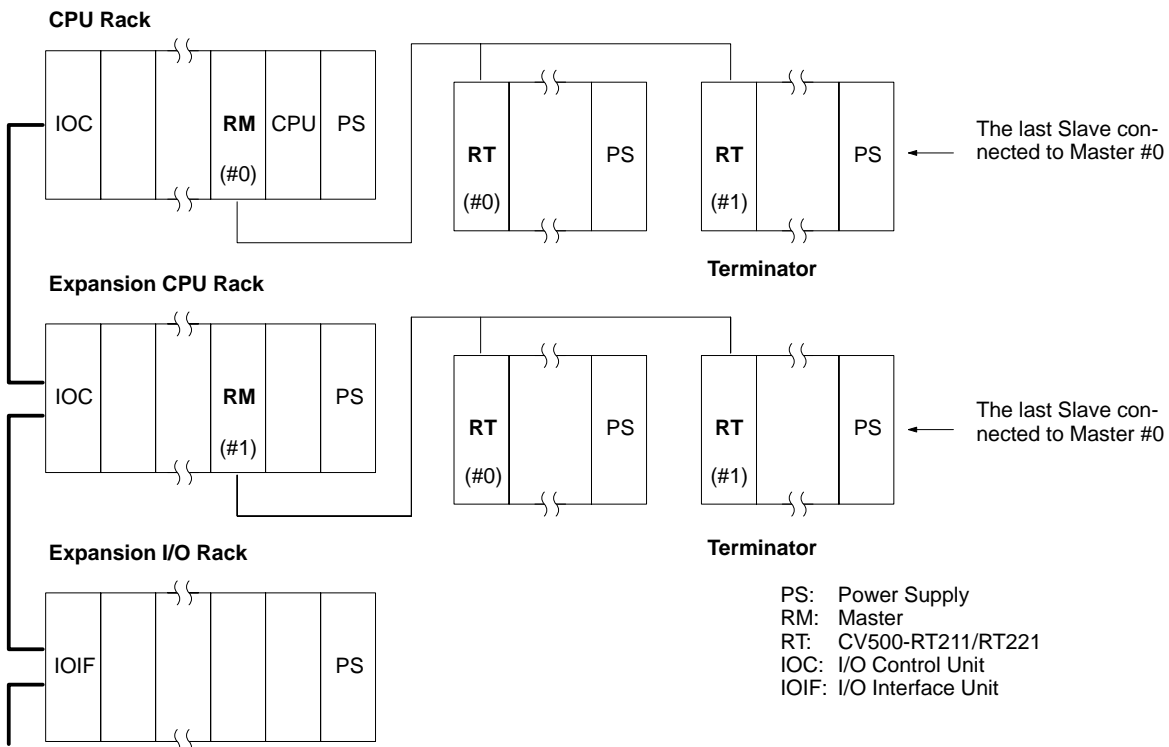 CPU Rack
IOC
RM
(#0)
CPU
PS
RT
(#0)
PS
RT
(#1)
PS
The last Slave con-
nected to Master #0
Terminator
Expansion CPU Rack
IOC
RM
(#1)
PS
RT
(#0)
PS
RT
(#1)
PS
The last Slave con-
nected to Master #0
Terminator
Expansion I/O Rack
IOIF
PS
PS: Power Supply
RM: Master
RT: CV500-RT211/RT221
IOC: I/O Control Unit
IOIF: I/O Interface Unit